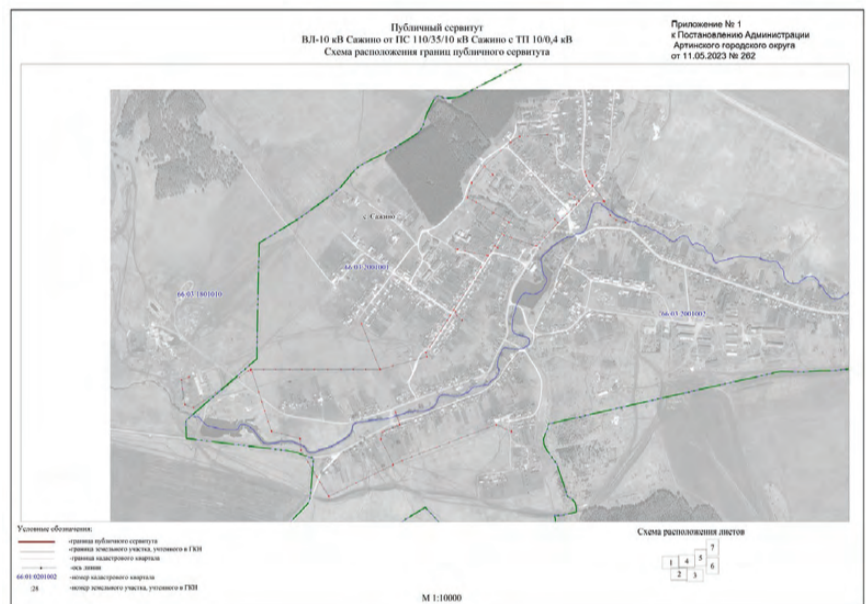 Публичный сервитут
ВЛ-10 кВ Сажино от ПС 110/35/10 кВ Сажино с ТП 10/0,4 кВ
Схема расположения границ публичного сервитута
Приложение № 1
к Постановлению Администрации
Артинского городского округа
от 11.05.2023 № 262
с. Сажино
66:03:2001001
66:03:1801010
66:03:2001002
Условные обозначения:
-граница публичного сервитута
-граница земельного участка, учтенного в ГКН
-граница кадастрового квартала
-ось линии
66:03:0201002 -номер кадастрового квартала
:28 -номер земельного участка, учтенного в ГКН
Схема расположения листов
7
1 4 5 6
2 3
М 1:10000